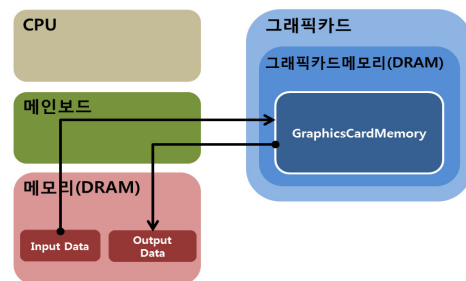 CPU
메인보드
메모리(DRAM)
Input Data
Output
Data
그래픽카드
그래픽카드메모리(DRAM)
GraphicsCardMemory